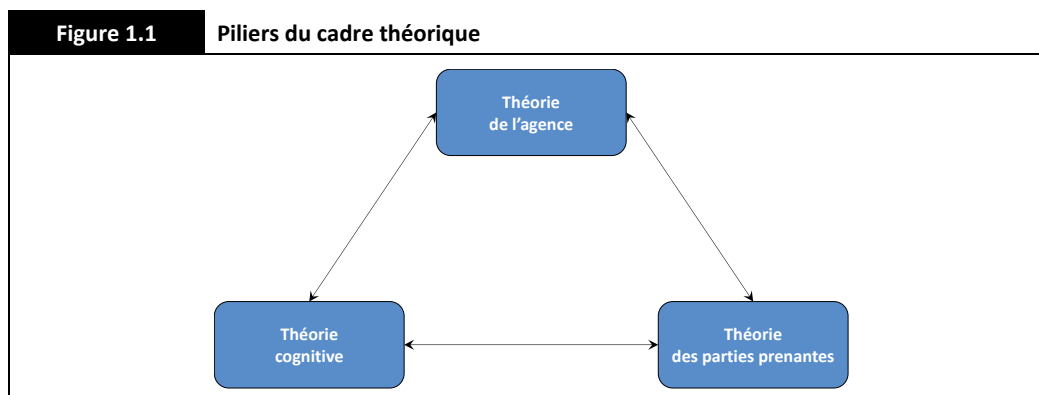 Figure 1.1 Piliers du cadre théorique
Théorie
de l’agence
Théorie
cognitive
Théorie
des parties prenantes